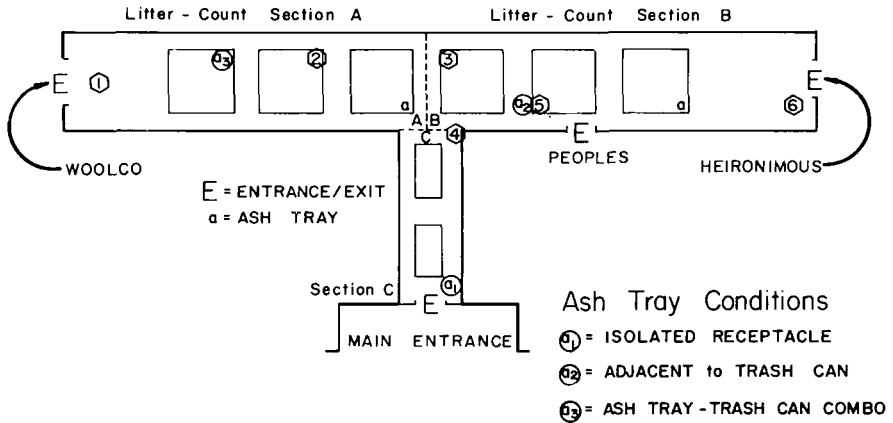 Litter - Count Section A
Litter - Count Section B
a3
2
3
E
1
E
a
a2
5
a
6
A B
C
4
E
PEOPLES
WOOLCO
HEIRONIMOUS
E = ENTRANCE/EXIT
a = ASH TRAY
Section C
a1
E
MAIN ENTRANCE
Ash Tray Conditions
a1 = ISOLATED RECEPTACLE
a2 = ADJACENT to TRASH CAN
a3 = ASH TRAY - TRASH CAN COMBO